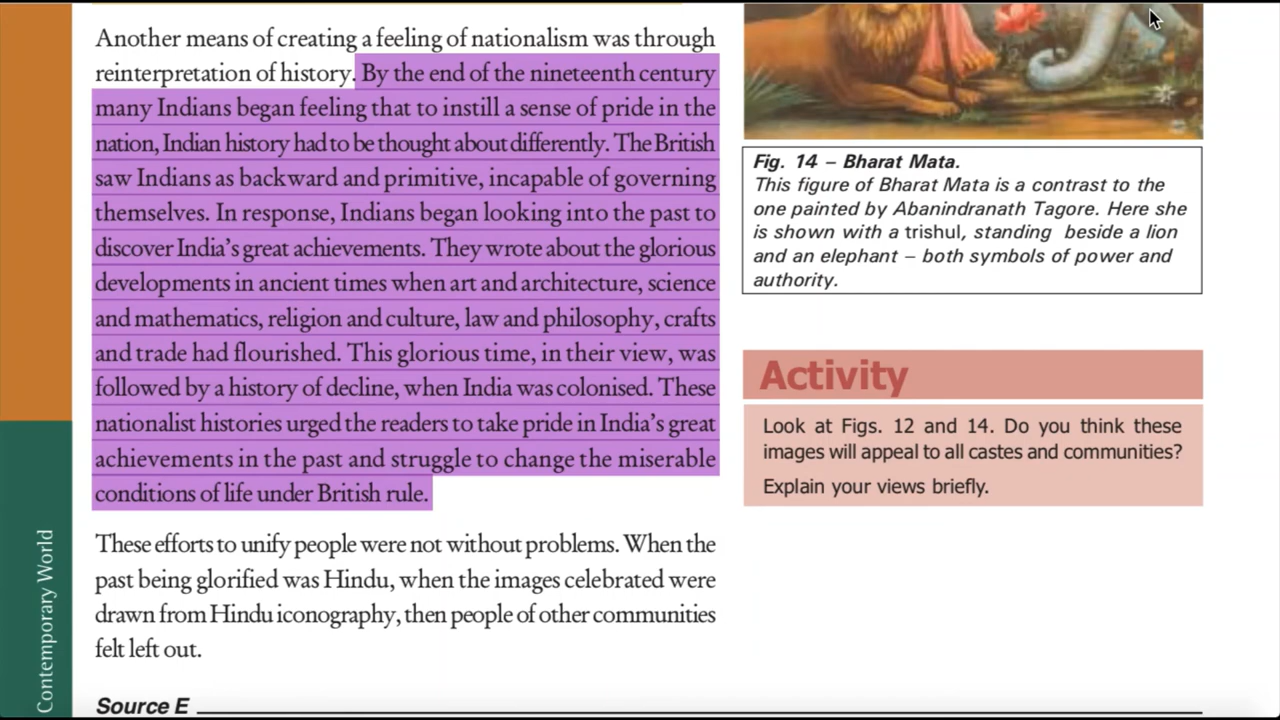 Another means of creating a feeling of nationalism was through
reinterpretation of history. By the end of the nineteenth century
many Indians began feeling that to instill a sense of pride in the
nation, Indian history had to be thought about differently. The British
saw Indians as backward and primitive, incapable of governing
themselves. In response, Indians began looking into the past to
discover India's great achievements. They wrote about the glorious
developments in ancient times when art and architecture, science
and mathematics, religion and culture, law and philosophy, crafts
and trade had flourished. This glorious time, in their view, was
followed by a history of decline, when India was colonised. These
nationalist histories urged the readers to take pride in India's great
achievements in the past and struggle to change the miserable
conditions of life under British rule.
These efforts to unify people were not without problems. When the
past being glorified was Hindu, when the images celebrated were
drawn from Hindu iconography, then people of other communities
felt left out.
Source E
Fig. 14 – Bharat Mata.
This figure of Bharat Mata is a contrast to the
one painted by Abanindranath Tagore. Here she
is shown with a trishul, standing beside a lion
and an elephant – both symbols of power and
authority.
Activity
Look at Figs. 12 and 14. Do you think these
images will appeal to all castes and communities?
Explain your views briefly.
Contemporary World